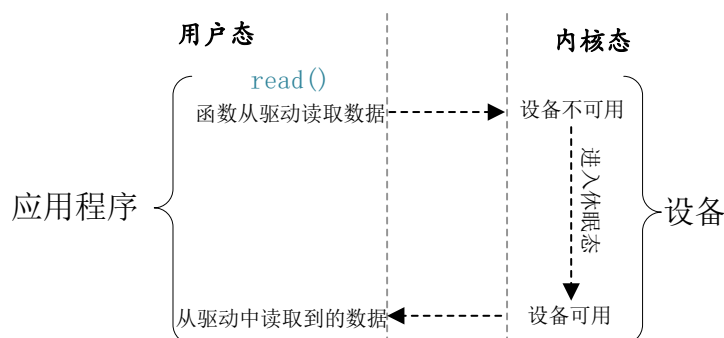 用户态
内核态
read()
函数从驱动读取数据
设备不可用
进入休眠态
应用程序
设备
从驱动中读取到的数据
设备可用